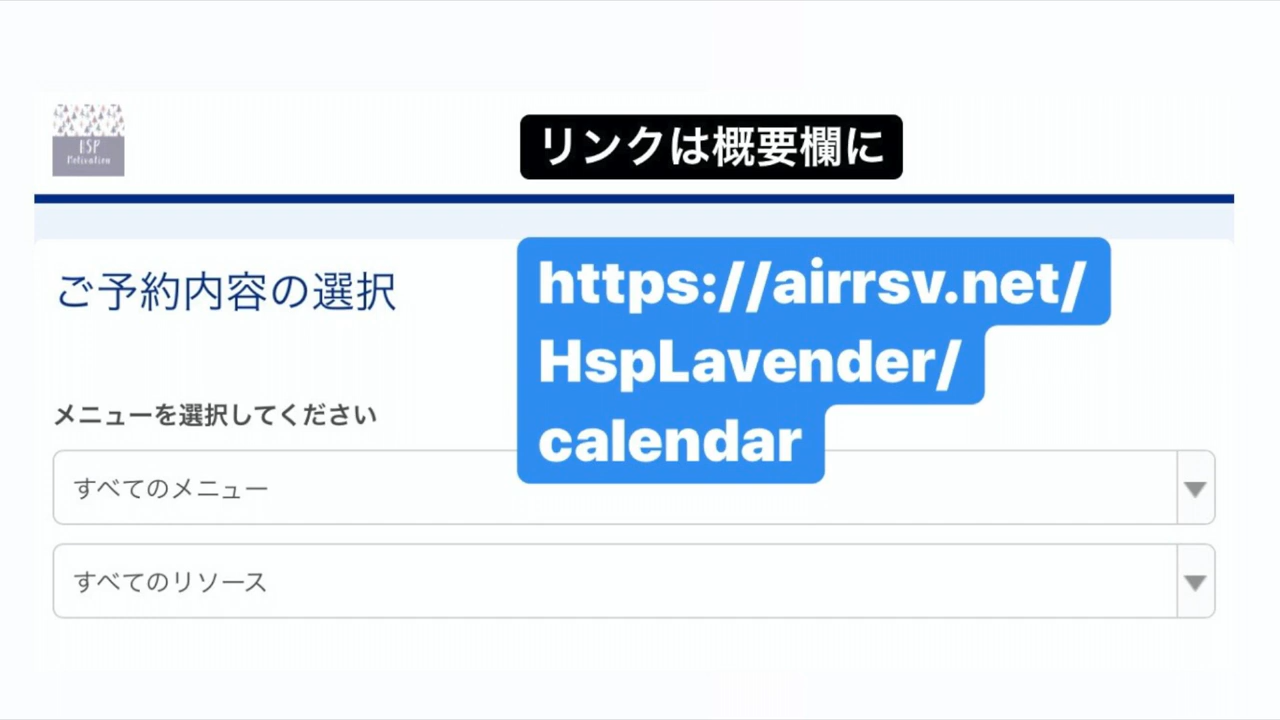 HSP
Motivation
リンクは概要欄に
ご予約内容の選択
https://airrsv.net/
HspLavender/
calendar
メニューを選択してください
すべてのメニュー
すべてのリソース